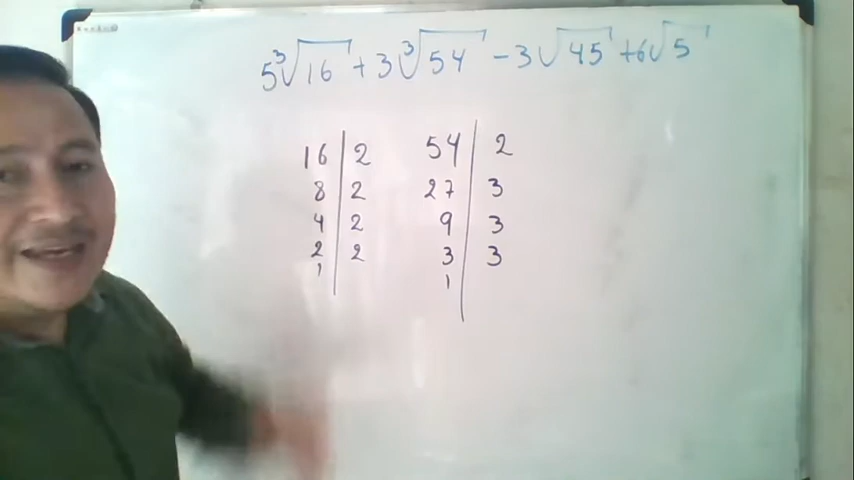 5∛16 + 3∛54 - 3√45 + 6√5
16 | 2 54 | 2
8 | 2 27 | 3
4 | 2 9 | 3
2 | 2 3 | 3
1 | 1 |